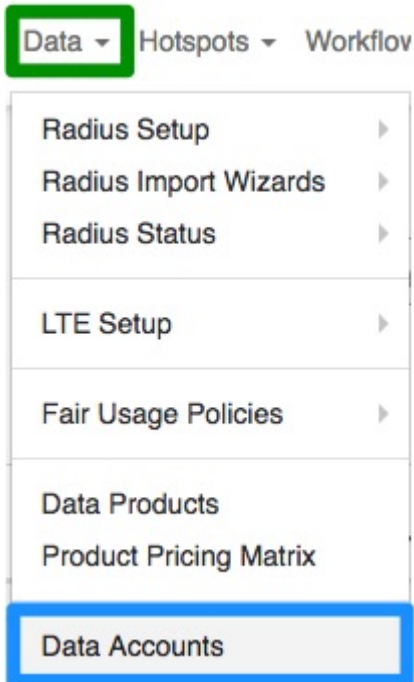 Data Hotspots Workflow
Radius Setup
Radius Import Wizards
Radius Status
LTE Setup
Fair Usage Policies
Data Products
Product Pricing Matrix
Data Accounts